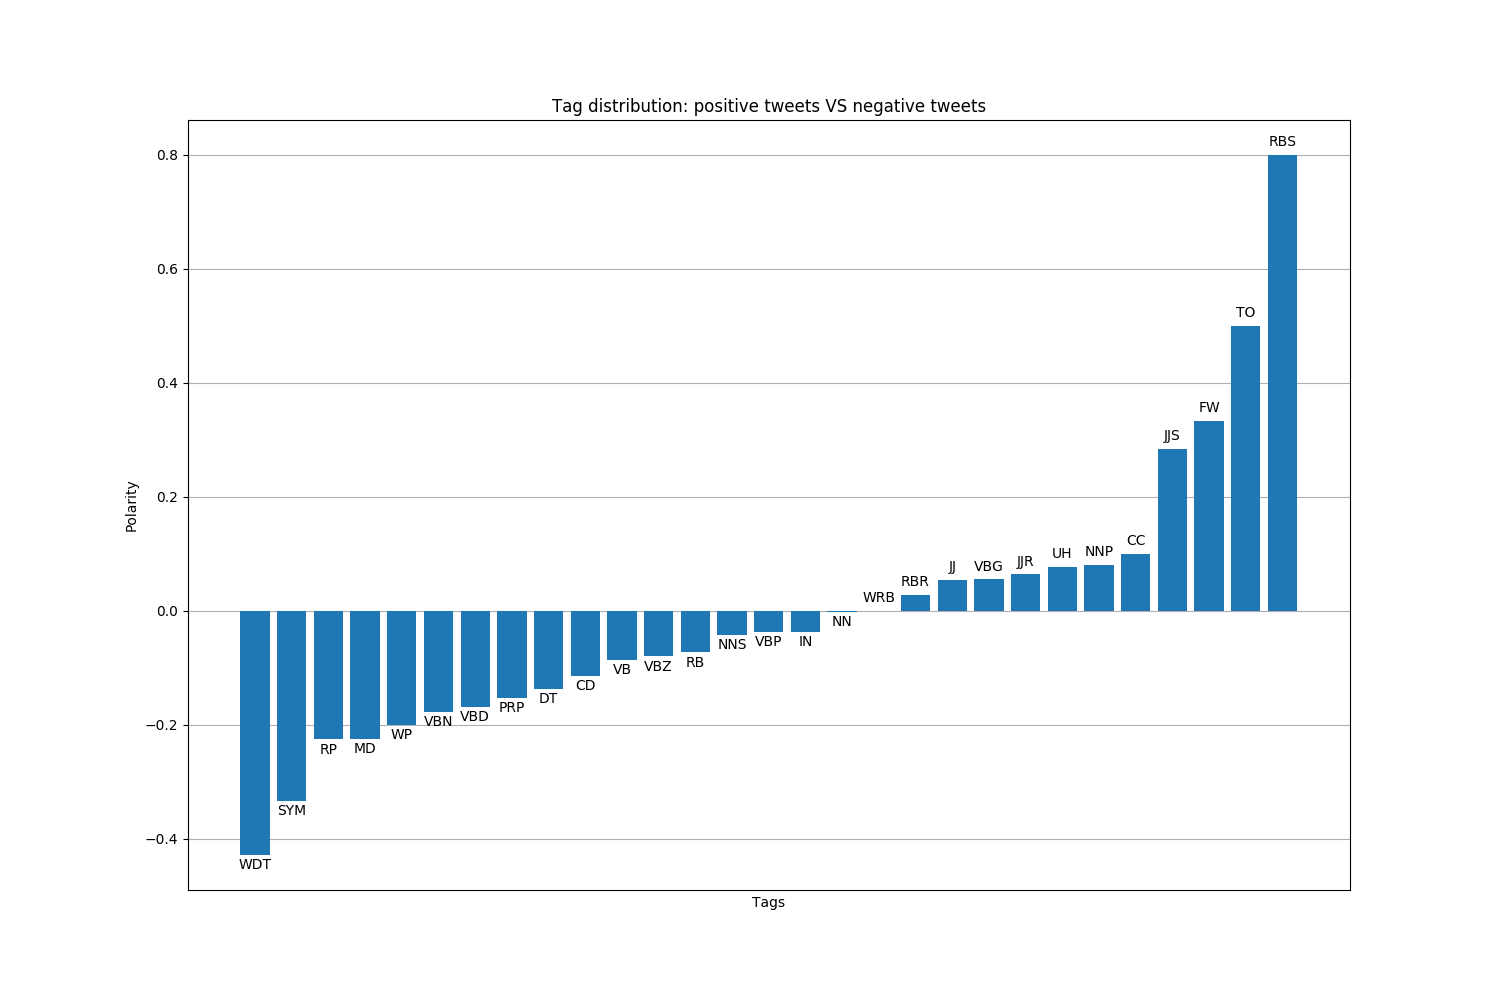 Tag distribution: positive tweets VS negative tweets
RBS
0.8
0.6
TO
0.4
FW
JJS
Polarity
0.2
CC
NNP
UH
JJR
VBG
JJ
RBR
WRB
0.0
NN
IN
VBP
NNS
RB
VBZ
VB
CD
DT
PRP
VBD
VBN
−0.2
WP
MD
RP
SYM
−0.4
WDT
Tags